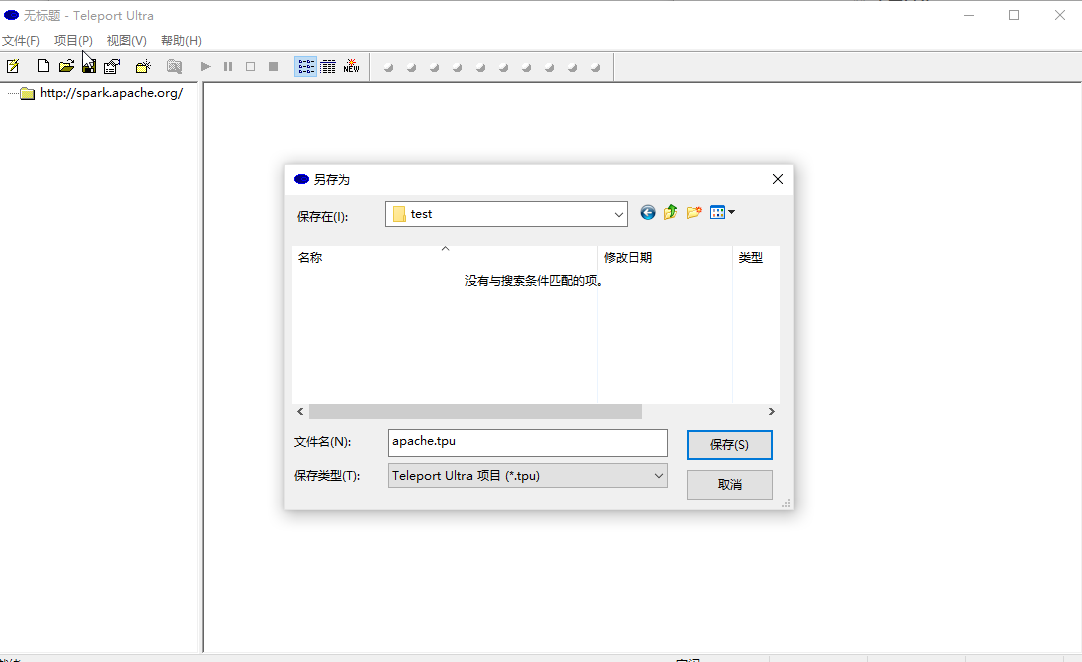 无标题 - Teleport Ultra
文件(F) 项目(P) 视图(V) 帮助(H)
NEW
http://spark.apache.org/
另存为
保存在(I): test
名称 修改日期 类型
没有与搜索条件匹配的项。
文件名(N): apache.tpu 保存(S)
保存类型(T): Teleport Ultra 项目 (*.tpu)
取消